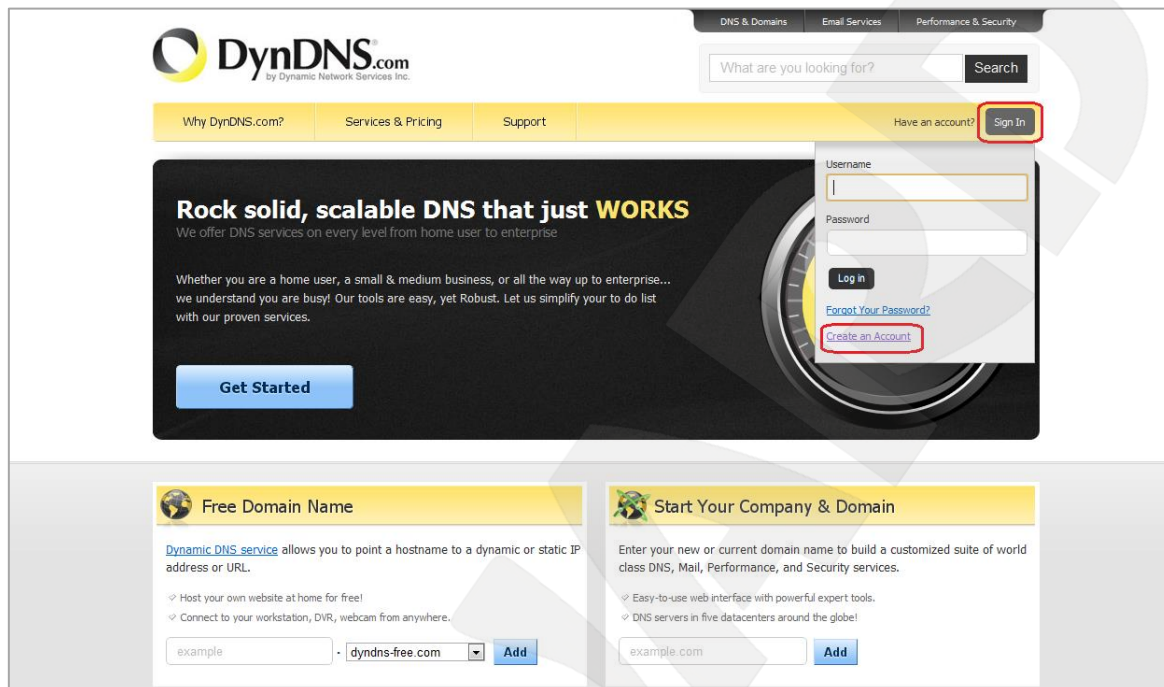 DNS & Domains Email Services Performance & Security
DynDNS.com
by Dynamic Network Services Inc.
What are you looking for? Search
Why DynDNS.com? Services & Pricing Support Have an account? Sign In
Username
Password
Log in
Forgot Your Password?
Create an Account
Rock solid, scalable DNS that just WORKS
We offer DNS services on every level from home user to enterprise
Whether you are a home user, a small & medium business, or all the way up to enterprise...
we understand you are busy! Our tools are easy, yet Robust. Let us simplify your to do list
with our proven services.
Get Started
Free Domain Name
Dynamic DNS service allows you to point a hostname to a dynamic or static IP
address or URL.
Host your own website at home for free!
Connect to your workstation, DVR, webcam from anywhere.
example . dyndns-free.com Add
Start Your Company & Domain
Enter your new or current domain name to build a customized suite of world
class DNS, Mail, Performance, and Security services.
Easy-to-use web interface with powerful expert tools.
DNS servers in five datacenters around the globe!
example.com Add